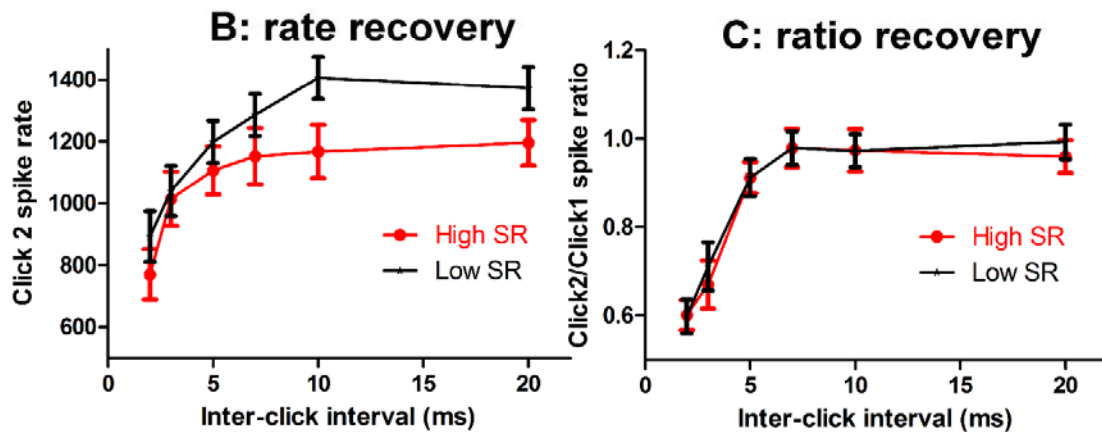 B: rate recovery
Click 2 spike rate
1400
1200
1000
800
600
High SR
Low SR
0
5
10
15
20
Inter-click interval (ms)
C: ratio recovery
Click2/Click1 spike ratio
1.2
1.0
0.8
0.6
High SR
Low SR
0
5
10
15
20
Inter-click interval (ms)